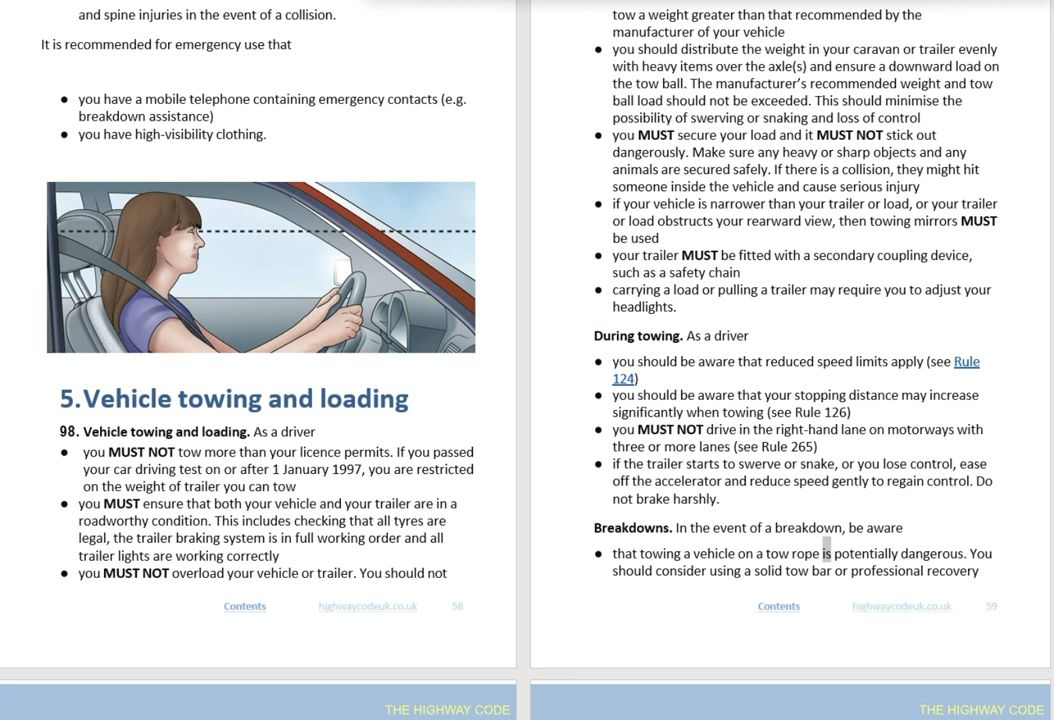 and spine injuries in the event of a collision.
It is recommended for emergency use that
● you have a mobile telephone containing emergency contacts (e.g.
breakdown assistance)
● you have high-visibility clothing.
5.Vehicle towing and loading
98. Vehicle towing and loading. As a driver
● you MUST NOT tow more than your licence permits. If you passed
your car driving test on or after 1 January 1997, you are restricted
on the weight of trailer you can tow
● you MUST ensure that both your vehicle and your trailer are in a
roadworthy condition. This includes checking that all tyres are
legal, the trailer braking system is in full working order and all
trailer lights are working correctly
● you MUST NOT overload your vehicle or trailer. You should not
Contents highwaycodeuk.co.uk 58
tow a weight greater than that recommended by the
manufacturer of your vehicle
● you should distribute the weight in your caravan or trailer evenly
with heavy items over the axle(s) and ensure a downward load on
the tow ball. The manufacturer's recommended weight and tow
ball load should not be exceeded. This should minimise the
possibility of swerving or snaking and loss of control
● you MUST secure your load and it MUST NOT stick out
dangerously. Make sure any heavy or sharp objects and any
animals are secured safely. If there is a collision, they might hit
someone inside the vehicle and cause serious injury
● if your vehicle is narrower than your trailer or load, or your trailer
or load obstructs your rearward view, then towing mirrors MUST
be used
● your trailer MUST be fitted with a secondary coupling device,
such as a safety chain
● carrying a load or pulling a trailer may require you to adjust your
headlights.
During towing. As a driver
● you should be aware that reduced speed limits apply (see Rule
124)
● you should be aware that your stopping distance may increase
significantly when towing (see Rule 126)
● you MUST NOT drive in the right-hand lane on motorways with
three or more lanes (see Rule 265)
● if the trailer starts to swerve or snake, or you lose control, ease
off the accelerator and reduce speed gently to regain control. Do
not brake harshly.
Breakdowns. In the event of a breakdown, be aware
● that towing a vehicle on a tow rope is potentially dangerous. You
should consider using a solid tow bar or professional recovery
Contents highwaycodeuk.co.uk 59
THE HIGHWAY CODE
THE HIGHWAY CODE